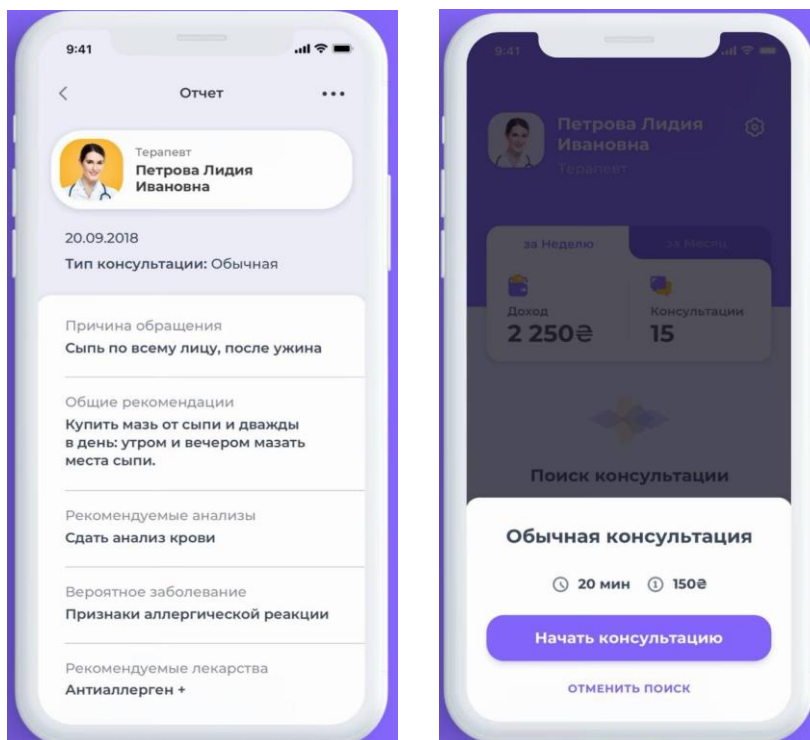 9:41
Отчет
Терапевт
Петрова Лидия
Ивановна
20.09.2018
Тип консультации: Обычная
Причина обращения
Сыпь по всему лицу, после ужина
Общие рекомендации
Купить мазь от сыпи и дважды
в день: утром и вечером мазать
места сыпи.
Рекомендуемые анализы
Сдать анализ крови
Вероятное заболевание
Признаки аллергической реакции
Рекомендуемые лекарства
Антиаллерген +
9:41
Петрова Лидия
Ивановна
Терапевт
за Неделю
за Месяц
Доход
2 250₴
Консультации
15
Поиск консультации
Обычная консультация
20 мин
1
150₴
Начать консультацию
ОТМЕНИТЬ ПОИСК